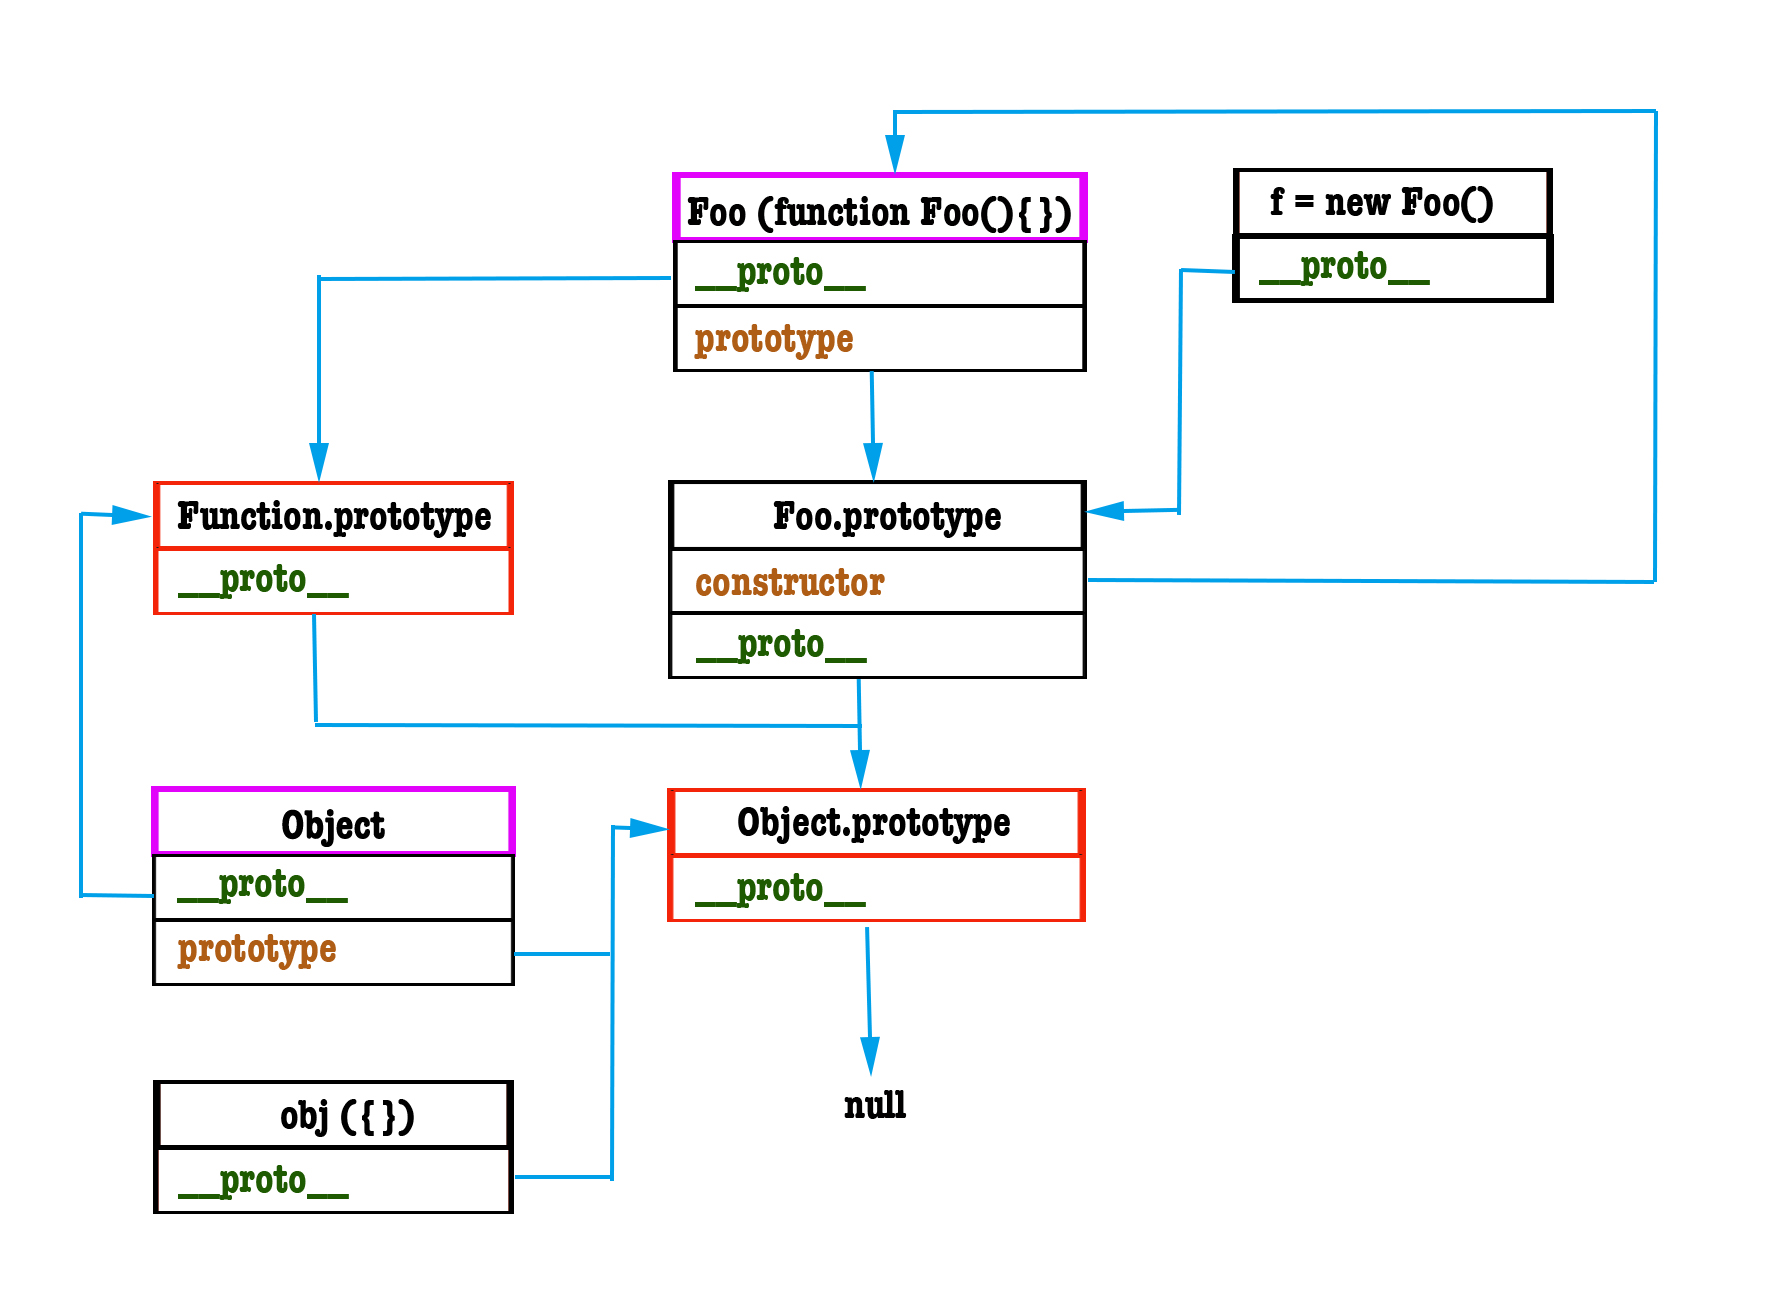 Foo (function Foo(){ })
__proto__
prototype
f = new Foo()
__proto__
Function.prototype
__proto__
Foo.prototype
constructor
__proto__
Object
__proto__
prototype
Object.prototype
__proto__
obj ({ })
__proto__
null